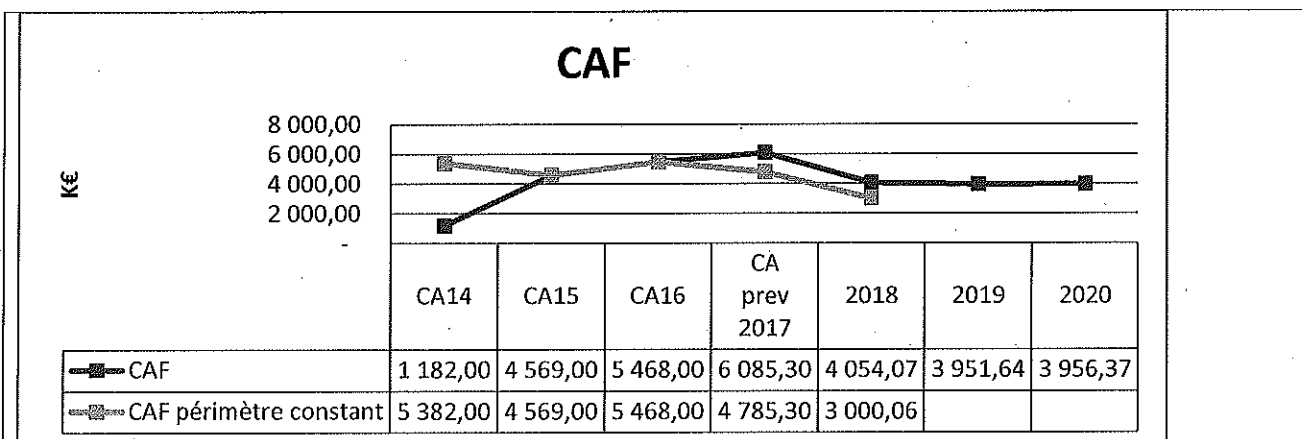 CAF
K€
8 000,00
6 000,00
4 000,00
2 000,00
-
CA14 CA15 CA16 CA prev 2017 2018 2019 2020
CAF 1 182,00 4 569,00 5 468,00 6 085,30 4 054,07 3 951,64 3 956,37
CAF périmètre constant 5 382,00 4 569,00 5 468,00 4 785,30 3 000,06